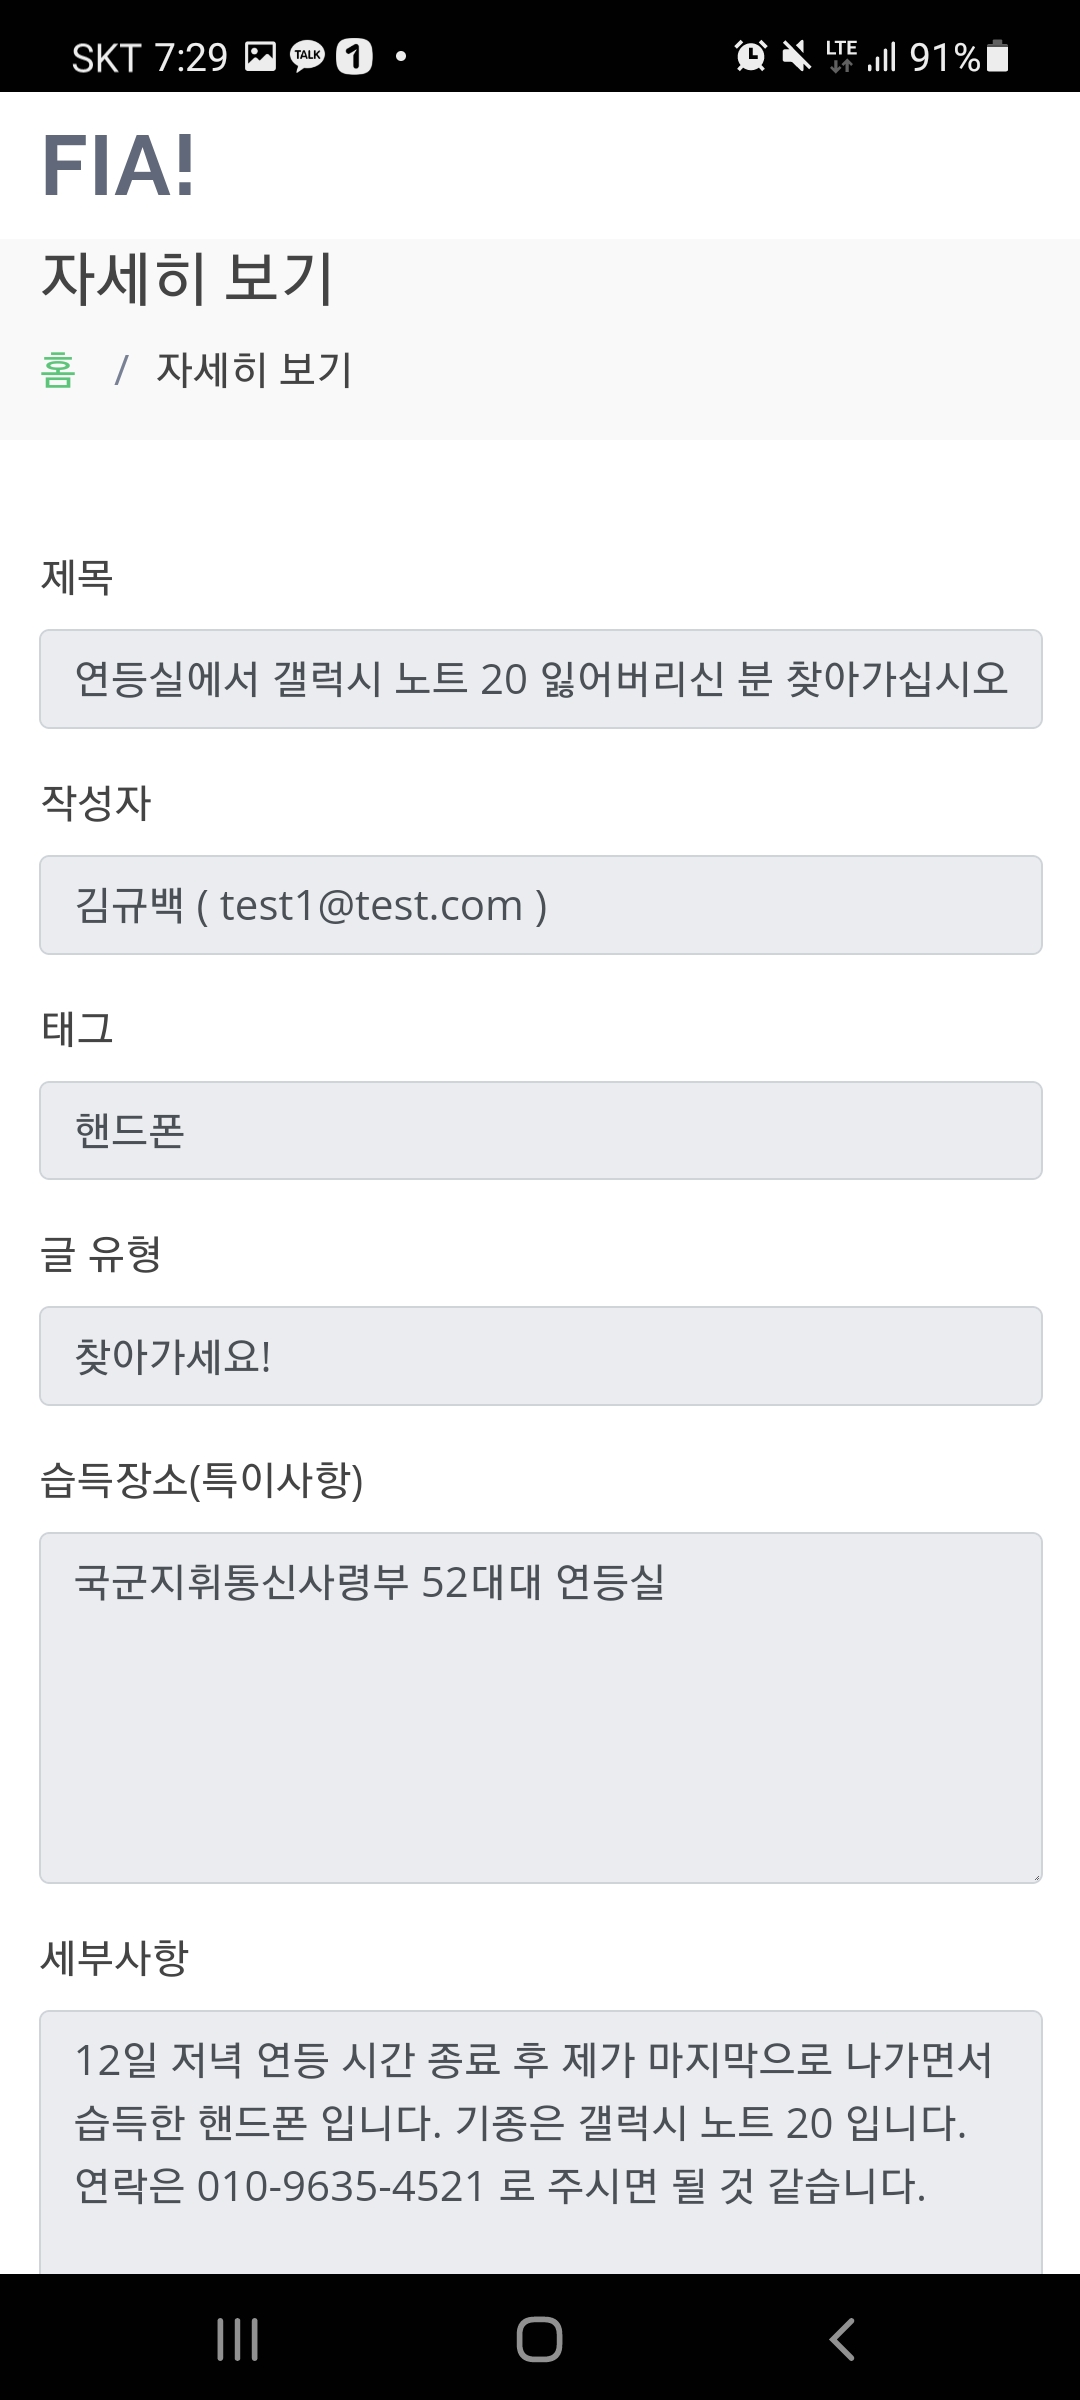 SKT 7:29 TALK 1 LTE 91%
FIA!
자세히 보기
홈 / 자세히 보기
제목
연등실에서 갤럭시 노트 20 잃어버리신 분 찾아가십시오
작성자
김규백 ( test1@test.com )
태그
핸드폰
글 유형
찾아가세요!
습득장소(특이사항)
국군지휘통신사령부 52대대 연등실
세부사항
12일 저녁 연등 시간 종료 후 제가 마지막으로 나가면서
습득한 핸드폰 입니다. 기종은 갤럭시 노트 20 입니다.
연락은 010-9635-4521 로 주시면 될 것 같습니다.